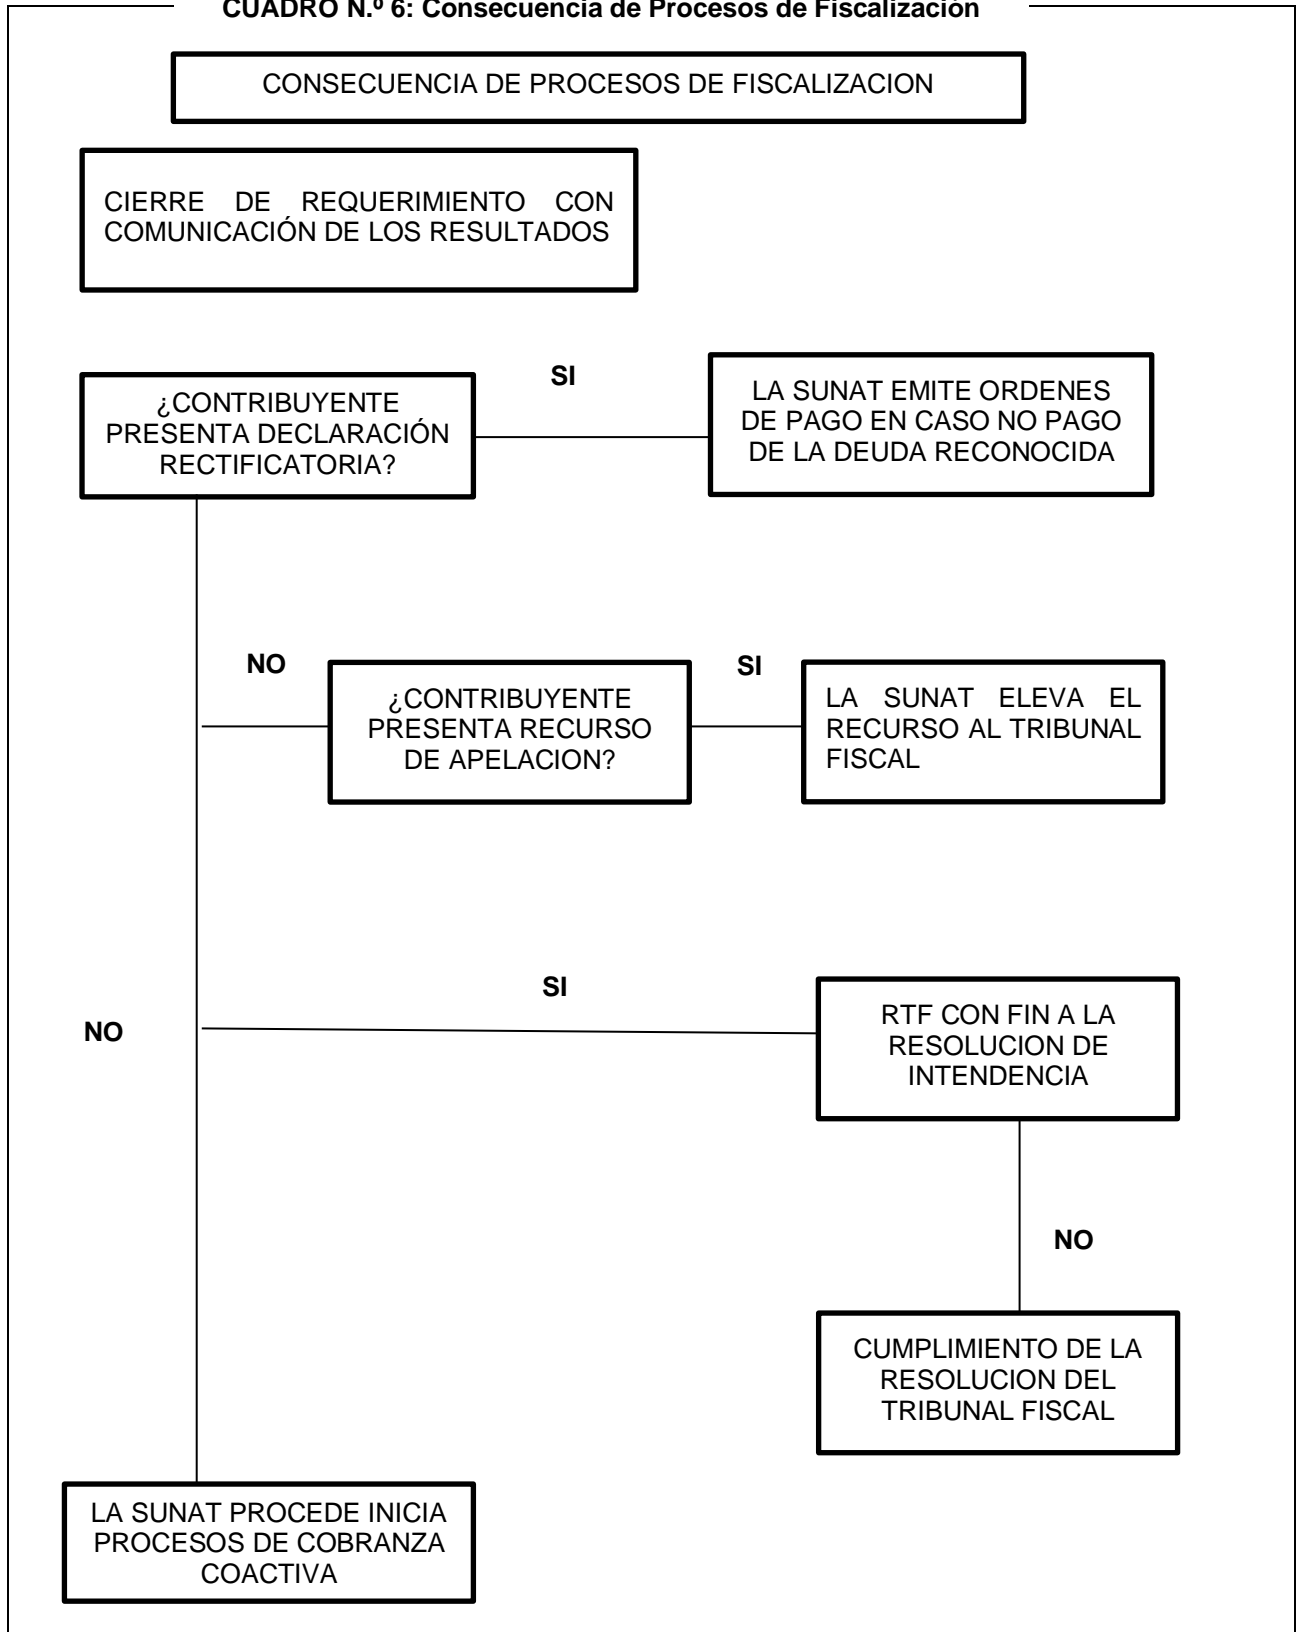 CUADRO N.º 6: Consecuencia de Procesos de Fiscalización
CONSECUENCIA DE PROCESOS DE FISCALIZACION
CIERRE DE REQUERIMIENTO CON
COMUNICACIÓN DE LOS RESULTADOS
SI
¿CONTRIBUYENTE
PRESENTA DECLARACIÓN
RECTIFICATORIA?
LA SUNAT EMITE ORDENES
DE PAGO EN CASO NO PAGO
DE LA DEUDA RECONOCIDA
NO
¿CONTRIBUYENTE
PRESENTA RECURSO
DE APELACION?
SI
LA SUNAT ELEVA EL
RECURSO AL TRIBUNAL
FISCAL
SI
NO
RTF CON FIN A LA
RESOLUCION DE
INTENDENCIA
NO
CUMPLIMIENTO DE LA
RESOLUCION DEL
TRIBUNAL FISCAL
LA SUNAT PROCEDE INICIA
PROCESOS DE COBRANZA
COACTIVA